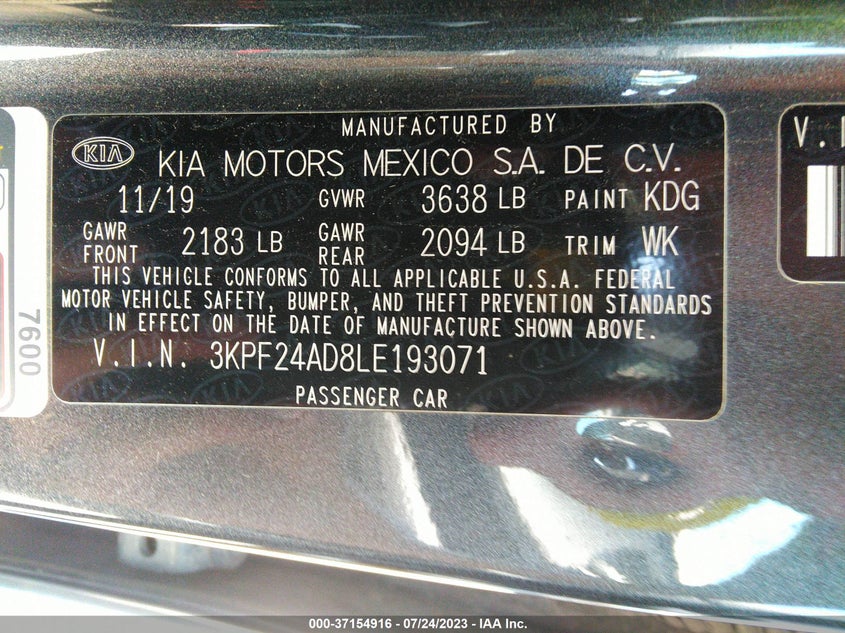 MANUFACTURED BY
KIA KIA MOTORS MEXICO S.A. DE C.V.
11/19 GVWR 3638 LB PAINT KDG
GAWR FRONT 2183 LB GAWR REAR 2094 LB TRIM WK
THIS VEHICLE CONFORMS TO ALL APPLICABLE U.S.A. FEDERAL
MOTOR VEHICLE SAFETY, BUMPER, AND THEFT PREVENTION STANDARDS
IN EFFECT ON THE DATE OF MANUFACTURE SHOWN ABOVE.
V.I.N. 3KPF24AD8LE193071
PASSENGER CAR
7600
V.I
000-37154916 - 07/24/2023 - IAA Inc.